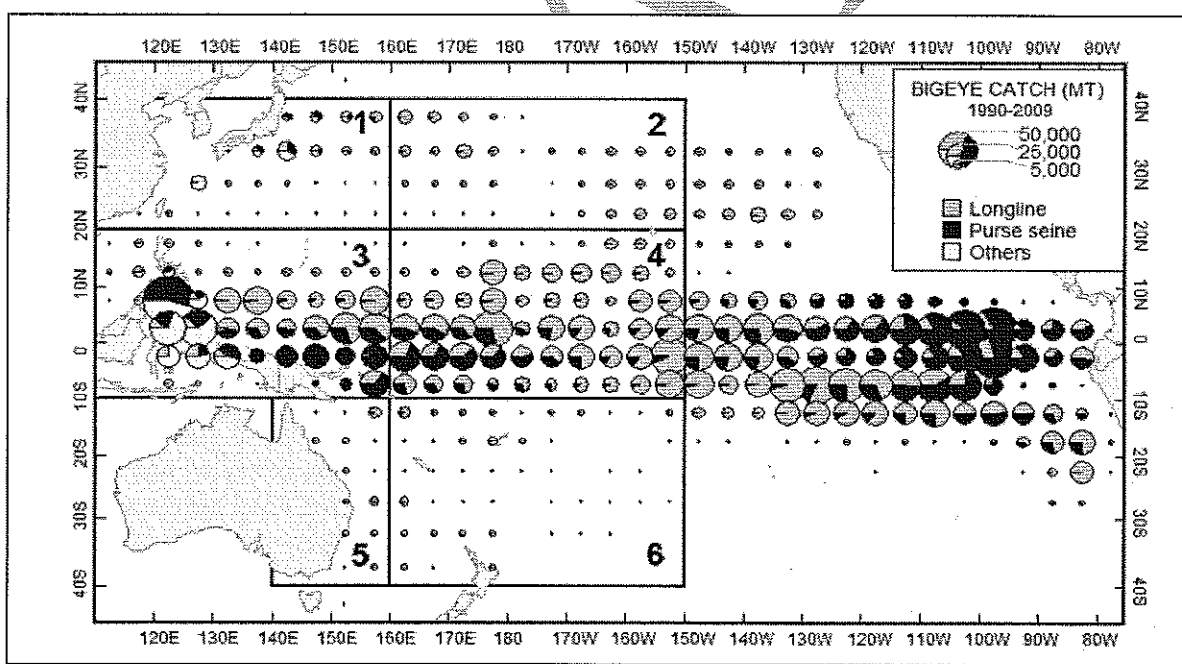 120E 130E 140E 150E 160E 170E 180 170W 160W 150W 140W 130W 120W 110W 100W 90W 80W
40N 30N 20N 10N 0 10S 20S 30S 40S
1 2
3 4
5 6
BIGEYE CATCH (MT)
1990-2009
50,000
25,000
5,000
Longline
Purse seine
Others
40N 30N 20N 10N 0 10S 20S 30S 40S
120E 130E 140E 150E 160E 170E 180 170W 160W 150W 140W 130W 120W 110W 100W 90W 80W